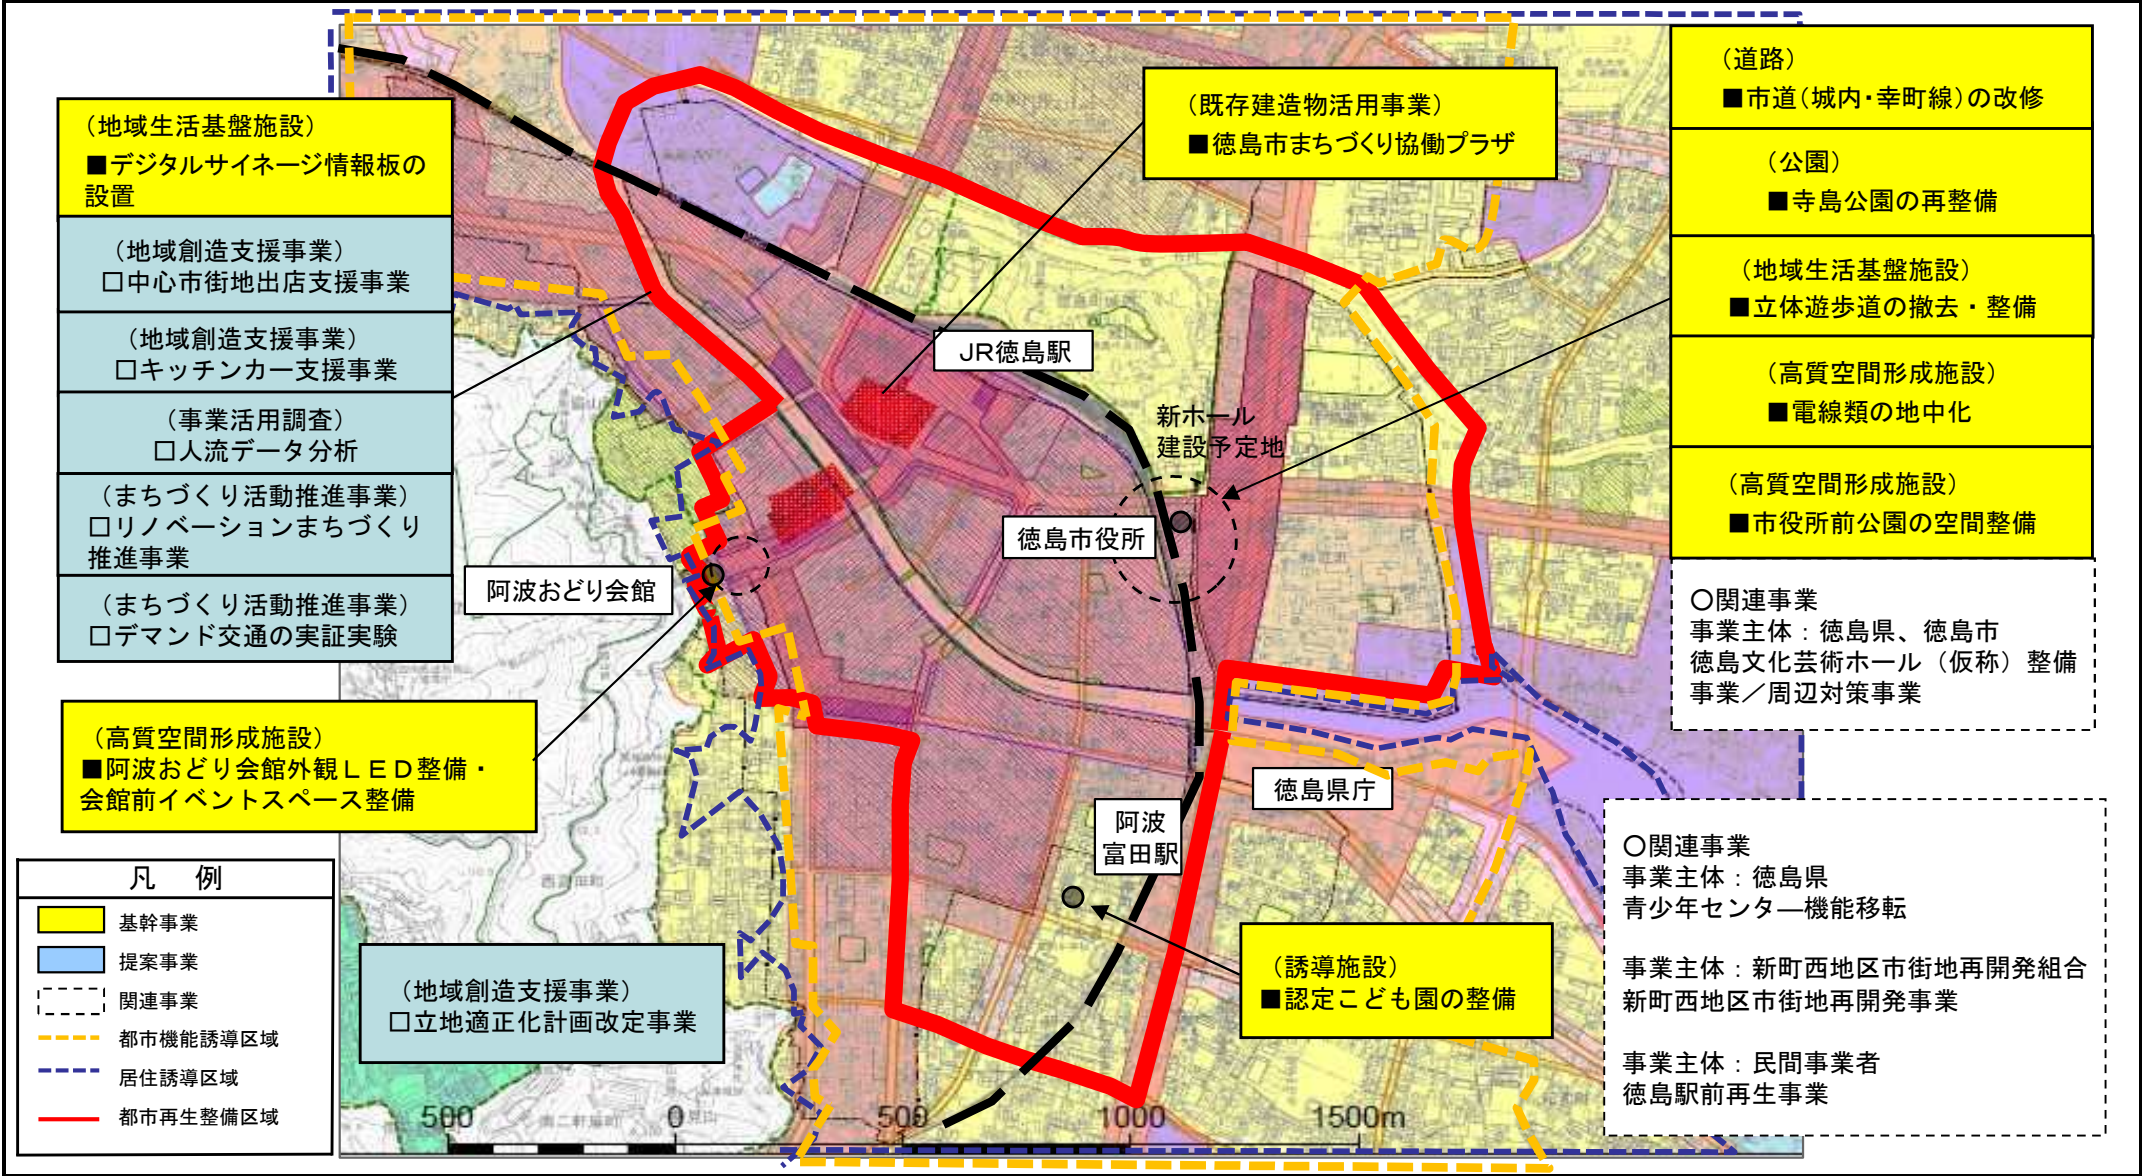 (地域生活基盤施設)
■デジタルサイネージ情報板の
設置
(地域創造支援事業)
□中心市街地出店支援事業
(地域創造支援事業)
□キッチンカー支援事業
(事業活用調査)
□人流データ分析
(まちづくり活動推進事業)
□リノベーションまちづくり
推進事業
(まちづくり活動推進事業)
□デマンド交通の実証実験
(高質空間形成施設)
■阿波おどり会館外観LED整備・
会館前イベントスペース整備
凡 例
基幹事業
提案事業
関連事業
都市機能誘導区域
居住誘導区域
都市再生整備区域
(地域創造支援事業)
□立地適正化計画改定事業
(既存建造物活用事業)
■徳島市まちづくり協働プラザ
JR徳島駅
新ホール
建設予定地
徳島市役所
阿波おどり会館
徳島県庁
阿波
富田駅
(誘導施設)
■認定こども園の整備
500 0 500 1000 1500m
(道路)
■市道(城内・幸町線)の改修
(公園)
■寺島公園の再整備
(地域生活基盤施設)
■立体遊歩道の撤去・整備
(高質空間形成施設)
■電線類の地中化
(高質空間形成施設)
■市役所前公園の空間整備
○関連事業
事業主体:徳島県、徳島市
徳島文化芸術ホール(仮称)整備
事業/周辺対策事業
○関連事業
事業主体:徳島県
青少年センタ―機能移転
事業主体:新町西地区市街地再開発組合
新町西地区市街地再開発事業
事業主体:民間事業者
徳島駅前再生事業